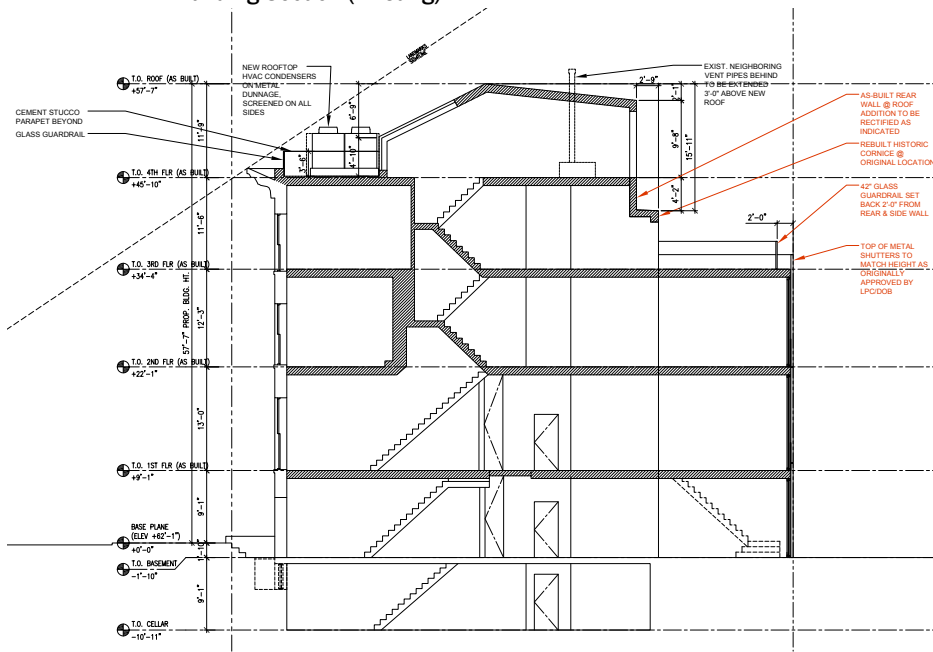 T.O. ROOF (AS BUILT)
+57'-7"
NEW ROOFTOP
HVAC CONDENSERS
ON METAL
DUNNAGE,
SCREENED ON ALL
SIDES
EXIST. NEIGHBORING
VENT PIPES BEHIND
TO BE EXTENDED
3'-0" ABOVE NEW
ROOF
2'-9"
2'-1"
AS-BUILT REAR
WALL @ ROOF
ADDITION TO BE
RECTIFIED AS
INDICATED
CEMENT STUCCO
PARAPET BEYOND
GLASS GUARDRAIL
11'-9"
6'-9"
3'-6"
4'-10"
9'-8"
15'-11"
4'-2"
REBUILT HISTORIC
CORNICE @
ORIGINAL LOCATION
T.O. 4TH FLR (AS BUILT)
+45'-10"
42" GLASS
GUARDRAIL SET
BACK 2'-0" FROM
REAR & SIDE WALL
2'-0"
11'-6"
TOP OF METAL
SHUTTERS TO
MATCH HEIGHT AS
ORIGINALLY
APPROVED BY
LPC/DOB
T.O. 3RD FLR (AS BUILT)
+34'-4"
57'-7" PROP. BLDG. HT.
12'-3"
T.O. 2ND FLR (AS BUILT)
+22'-1"
13'-0"
T.O. 1ST FLR (AS BUILT)
+9'-1"
9'-1"
BASE PLANE
(ELEV +62'-1")
+0'-0"
1'-10"
T.O. BASEMENT
-1'-10"
9'-1"
T.O. CELLAR
-10'-11"